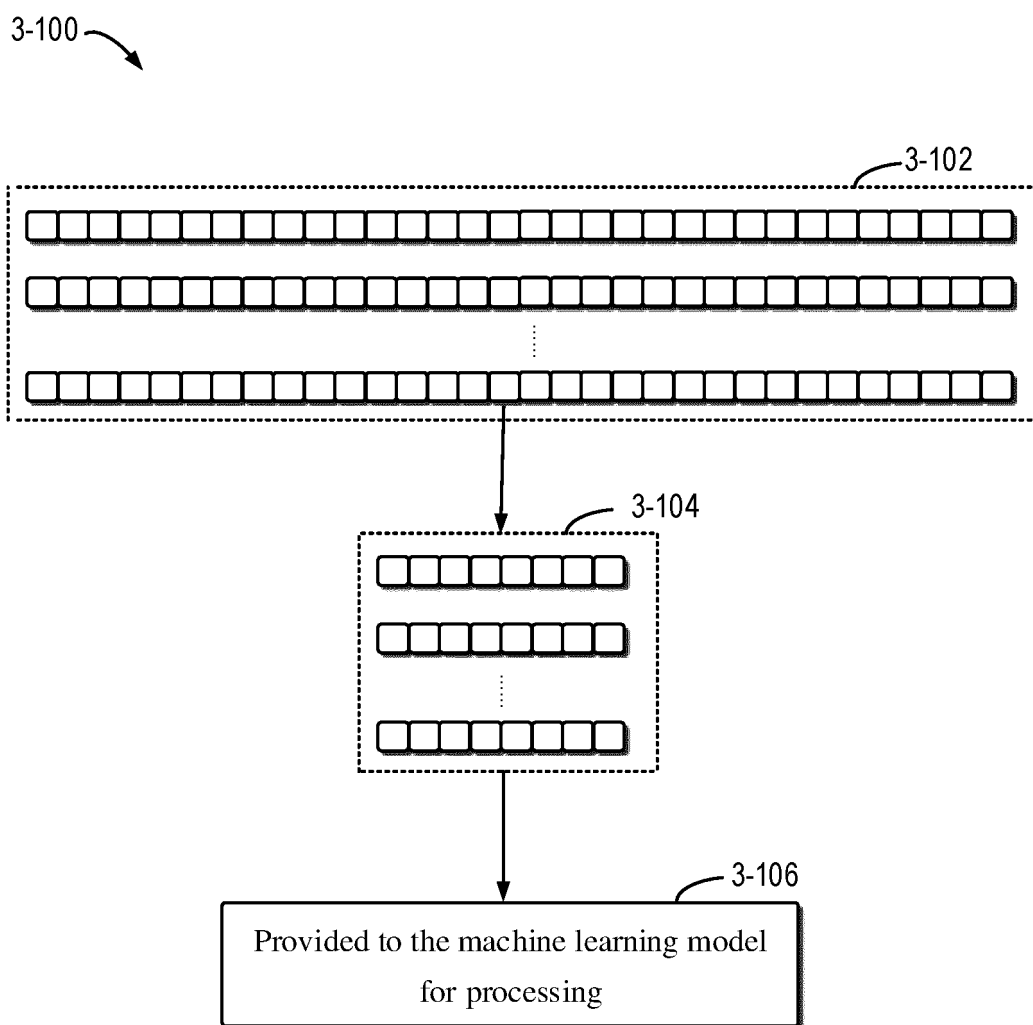 3-100
3-102
3-104
3-106
Provided to the machine learning model
for processing